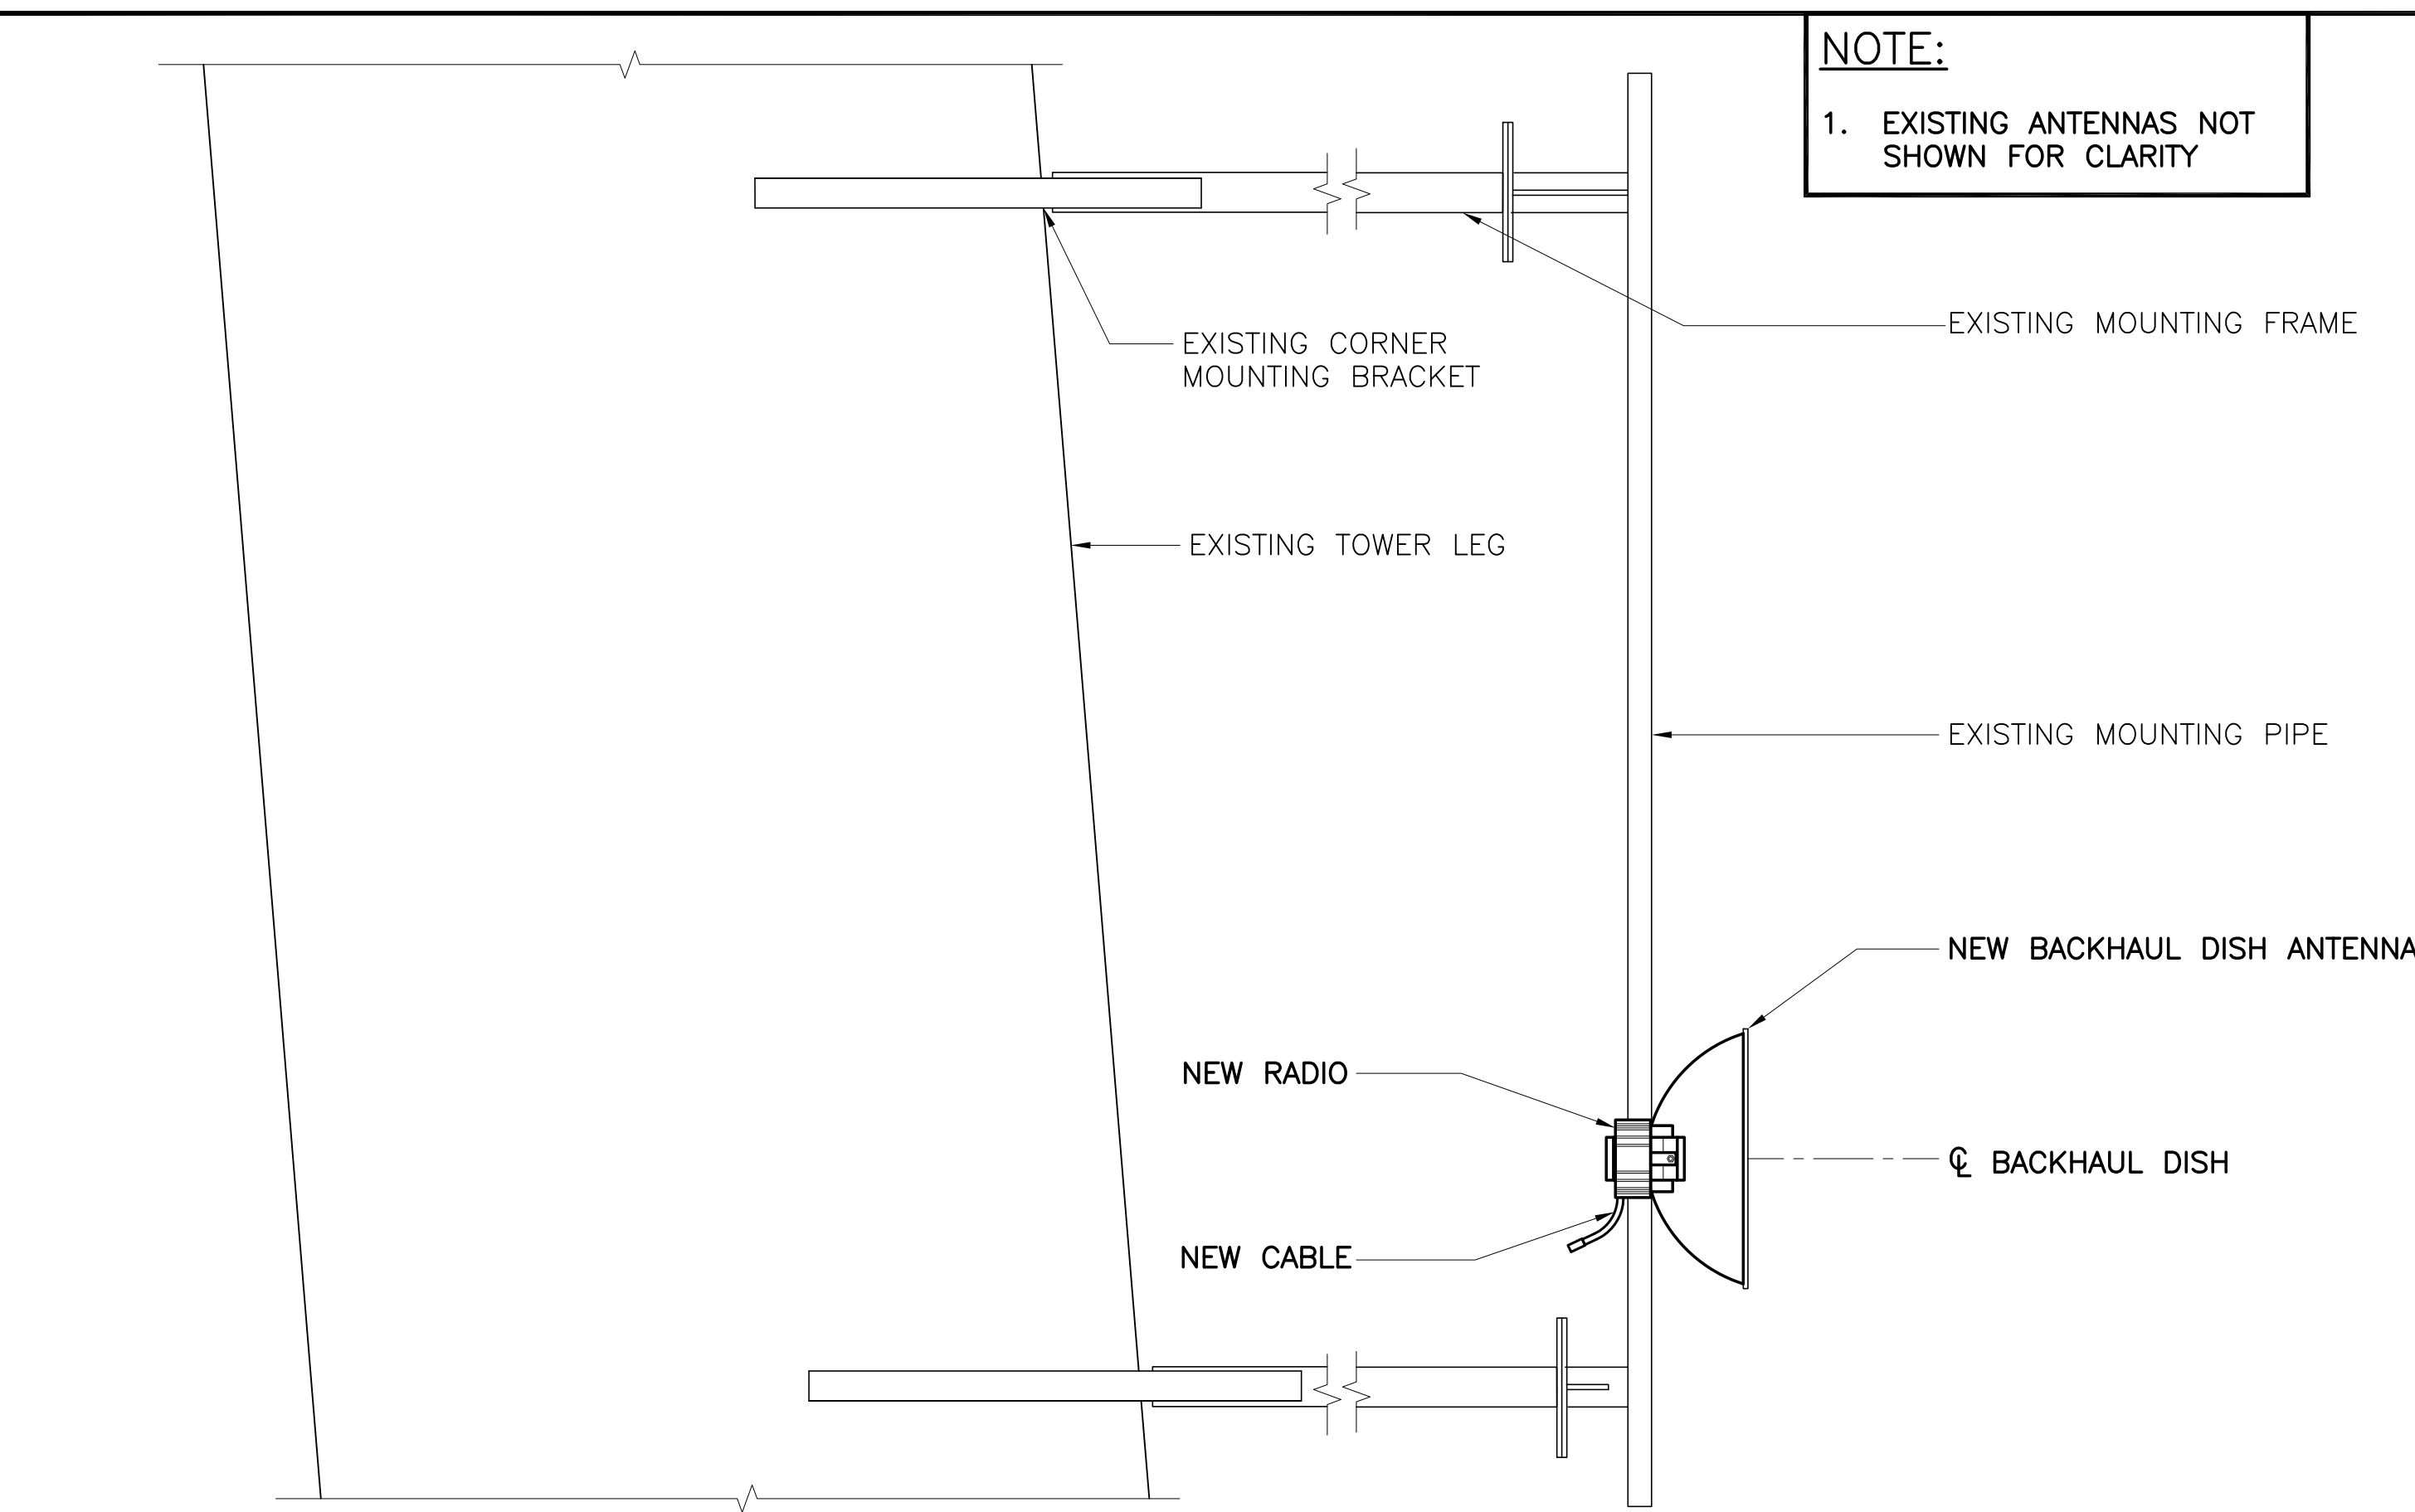 NOTE:
1. EXISTING ANTENNAS NOT
SHOWN FOR CLARITY
EXISTING MOUNTING FRAME
EXISTING CORNER
MOUNTING BRACKET
EXISTING TOWER LEG
EXISTING MOUNTING PIPE
NEW BACKHAUL DISH ANTENNA
NEW RADIO
℄ BACKHAUL DISH
NEW CABLE